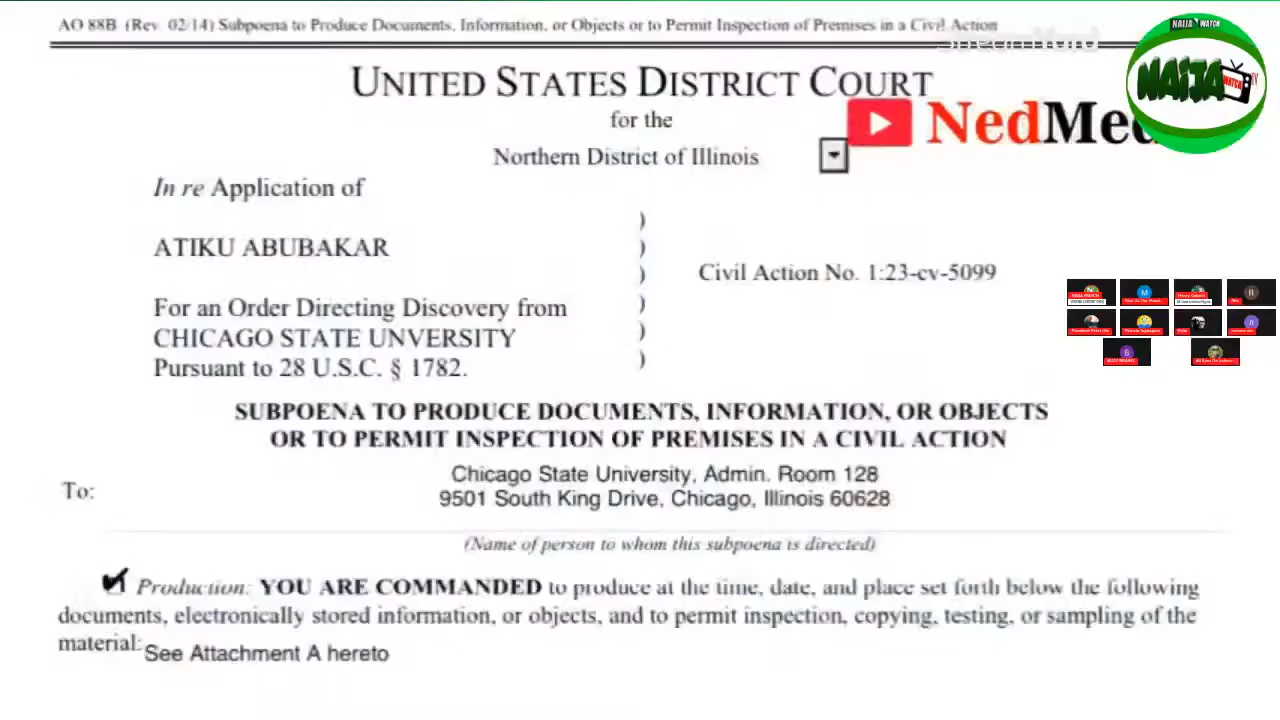 AO 88B (Rev. 02/14) Subpoena to Produce Documents, Information, or Objects or to Permit Inspection of Premises in a Civil Action
NAIJA WATCH
NAIJA
WATCH TV
UNITED STATES DISTRICT COURT
for the
NedMe
Northern District of Illinois
In re Application of
ATIKU ABUBAKAR
For an Order Directing Discovery from
CHICAGO STATE UNVERSITY
Pursuant to 28 U.S.C. § 1782.
)
)
)
)
)
)
Civil Action No. 1:23-cv-5099
SUBPOENA TO PRODUCE DOCUMENTS, INFORMATION, OR OBJECTS
OR TO PERMIT INSPECTION OF PREMISES IN A CIVIL ACTION
To:
Chicago State University, Admin. Room 128
9501 South King Drive, Chicago, Illinois 60628
(Name of person to whom this subpoena is directed)
✔ Production: YOU ARE COMMANDED to produce at the time, date, and place set forth below the following
documents, electronically stored information, or objects, and to permit inspection, copying, testing, or sampling of the
material: See Attachment A hereto